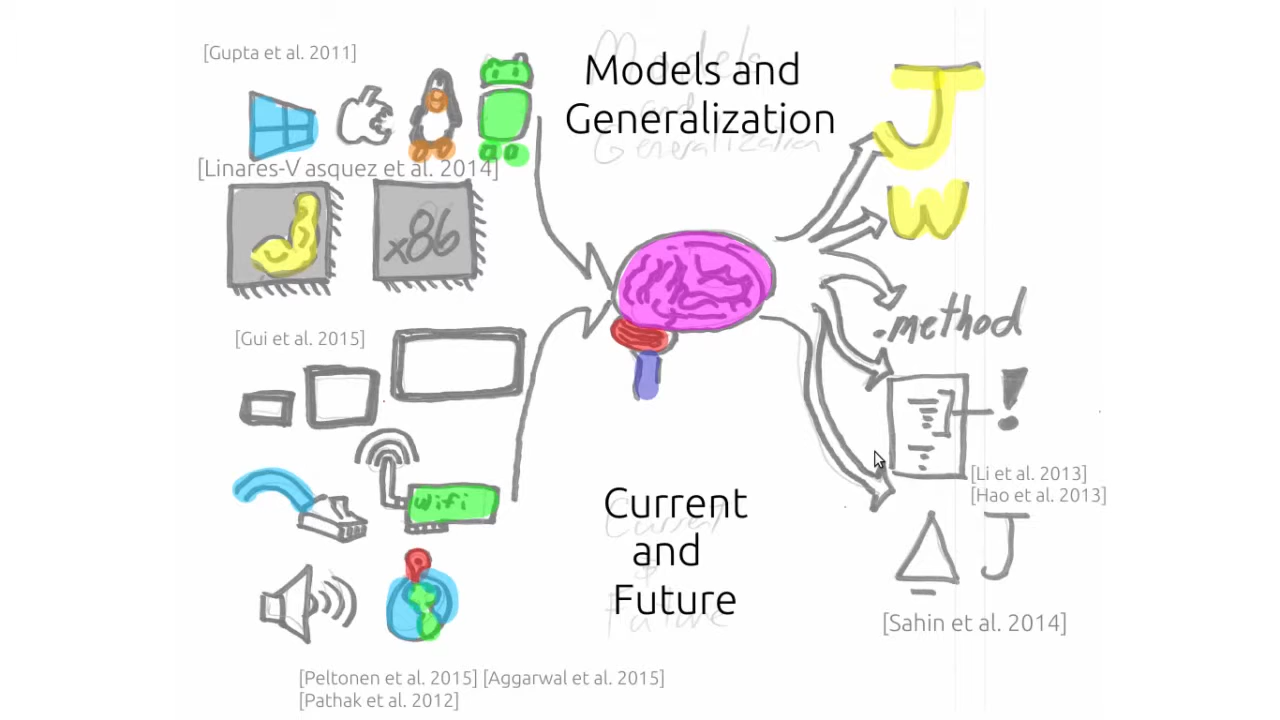 [Gupta et al. 2011]
Models and
Generalization
[Linares-V asquez et al. 2014]
x86
J
W
.method
!
[Gui et al. 2015]
Wifi
[Li et al. 2013]
[Hao et al. 2013]
Current
and
Future
Δ J
[Sahin et al. 2014]
[Peltonen et al. 2015] [Aggarwal et al. 2015]
[Pathak et al. 2012]